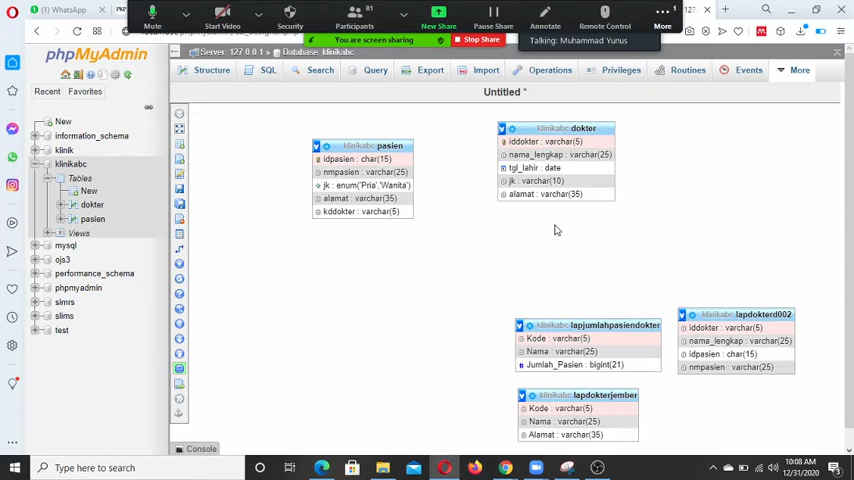 (1) WhatsApp
Mute
Start Video
Security
Participants
81
New Share
Pause Share
Annotate
Remote Control
More
You are screen sharing
Stop Share
Talking: Muhammad Yunus
phpMyAdmin
Recent
Favorites
New
information_schema
klinik
klinikabc
Tables
New
dokter
pasien
Views
mysql
ojs3
performance_schema
phpmyadmin
simrs
slims
test
Server: 127.0.0.1 » Database: klinikabc
Structure
SQL
Search
Query
Export
Import
Operations
Privileges
Routines
Events
More
Untitled *
klinikabc pasien
idpasien : char(15)
nmpasien : varchar(25)
jk : enum('Pria','Wanita')
alamat : varchar(35)
kddokter : varchar(5)
klinikabc dokter
iddokter : varchar(5)
nama_lengkap : varchar(25)
tgl_lahir : date
jk : varchar(10)
alamat : varchar(35)
klinikabc lapjumlahpasiendokter
Kode : varchar(5)
Nama : varchar(25)
Jumlah_Pasien : bigint(21)
klinikabc lapdokterd002
iddokter : varchar(5)
nama_lengkap : varchar(25)
idpasien : char(15)
nmpasien : varchar(25)
klinikabc lapdokterjember
Kode : varchar(5)
Nama : varchar(25)
Alamat : varchar(35)
Console
Type here to search
10:08 AM
12/31/2020